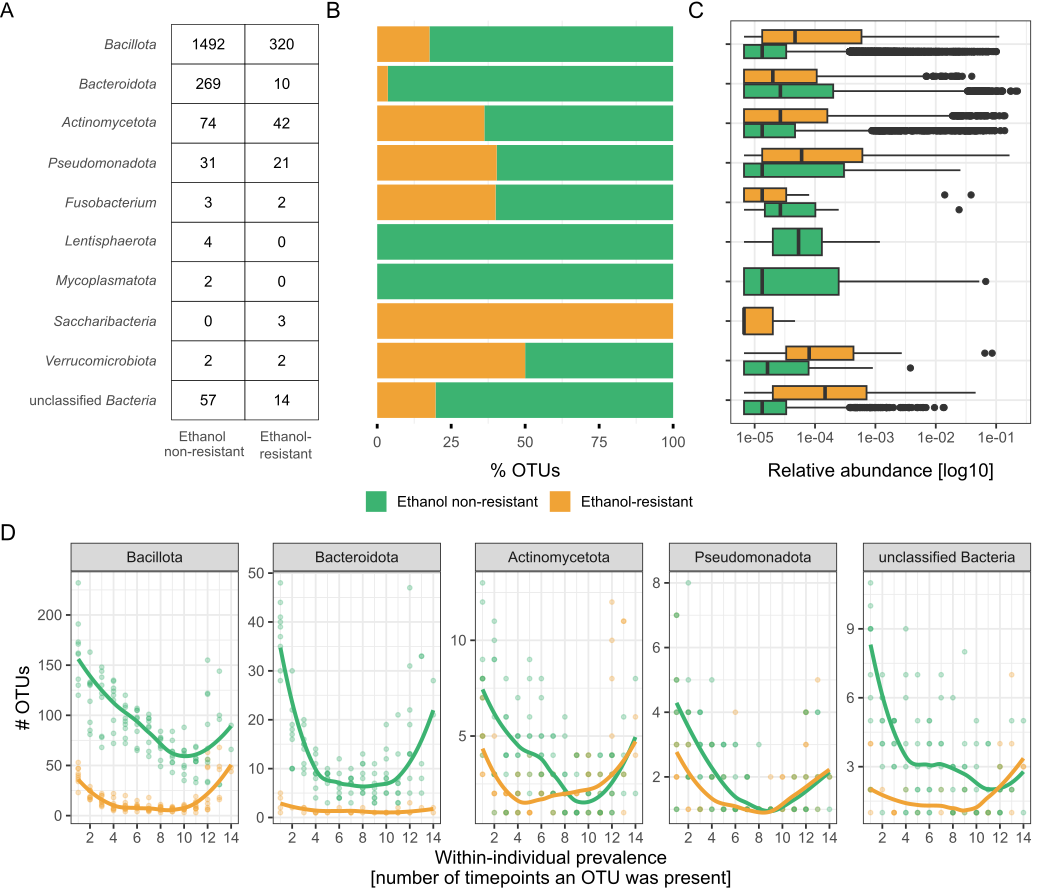 A
B
C
Bacillota 1492 320
Bacteroidota 269 10
Actinomycetota 74 42
Pseudomonadota 31 21
Fusobacterium 3 2
Lentisphaerota 4 0
Mycoplasmatota 2 0
Saccharibacteria 0 3
Verrucomicrobiota 2 2
unclassified Bacteria 57 14
Ethanol non-resistant
Ethanol-resistant
0 25 50 75 100
% OTUs
1e-05 1e-04 1e-03 1e-02 1e-01
Relative abundance [log10]
Ethanol non-resistant
Ethanol-resistant
D
Bacillota
Bacteroidota
Actinomycetota
Pseudomonadota
unclassified Bacteria
# OTUs
200
150
100
50
0
50
40
30
20
10
0
10
5
8
6
4
2
9
6
3
2 4 6 8 10 12 14
2 4 6 8 10 12 14
2 4 6 8 10 12 14
2 4 6 8 10 12 14
2 4 6 8 10 12 14
Within-individual prevalence
[number of timepoints an OTU was present]